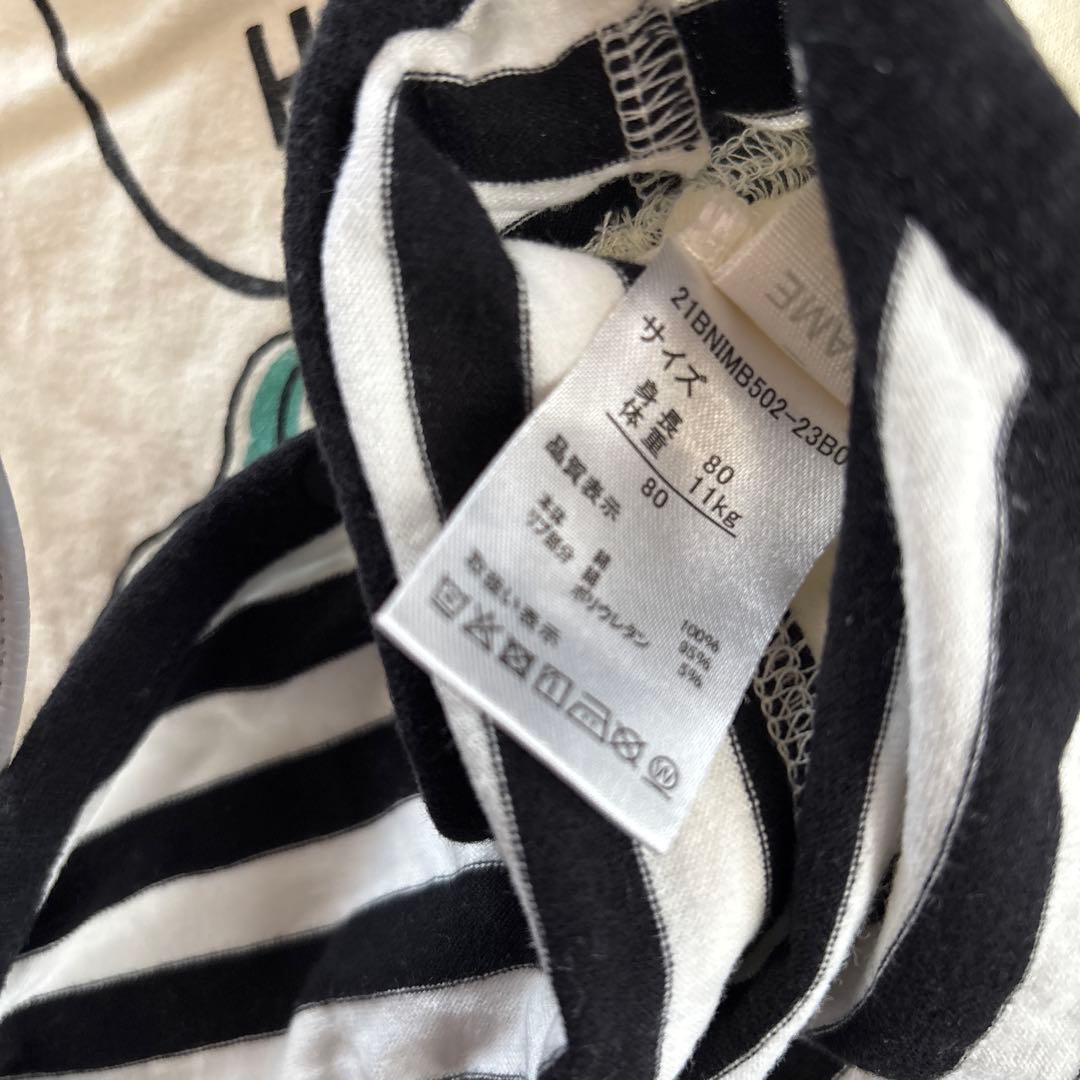 H
AME
21BNIMB502-23B0
サイズ
身長 80
体重 11kg
80
品質表示
本体 綿 100%
リブ部分 綿 95%
ポリウレタン 5%
取扱い表示
W